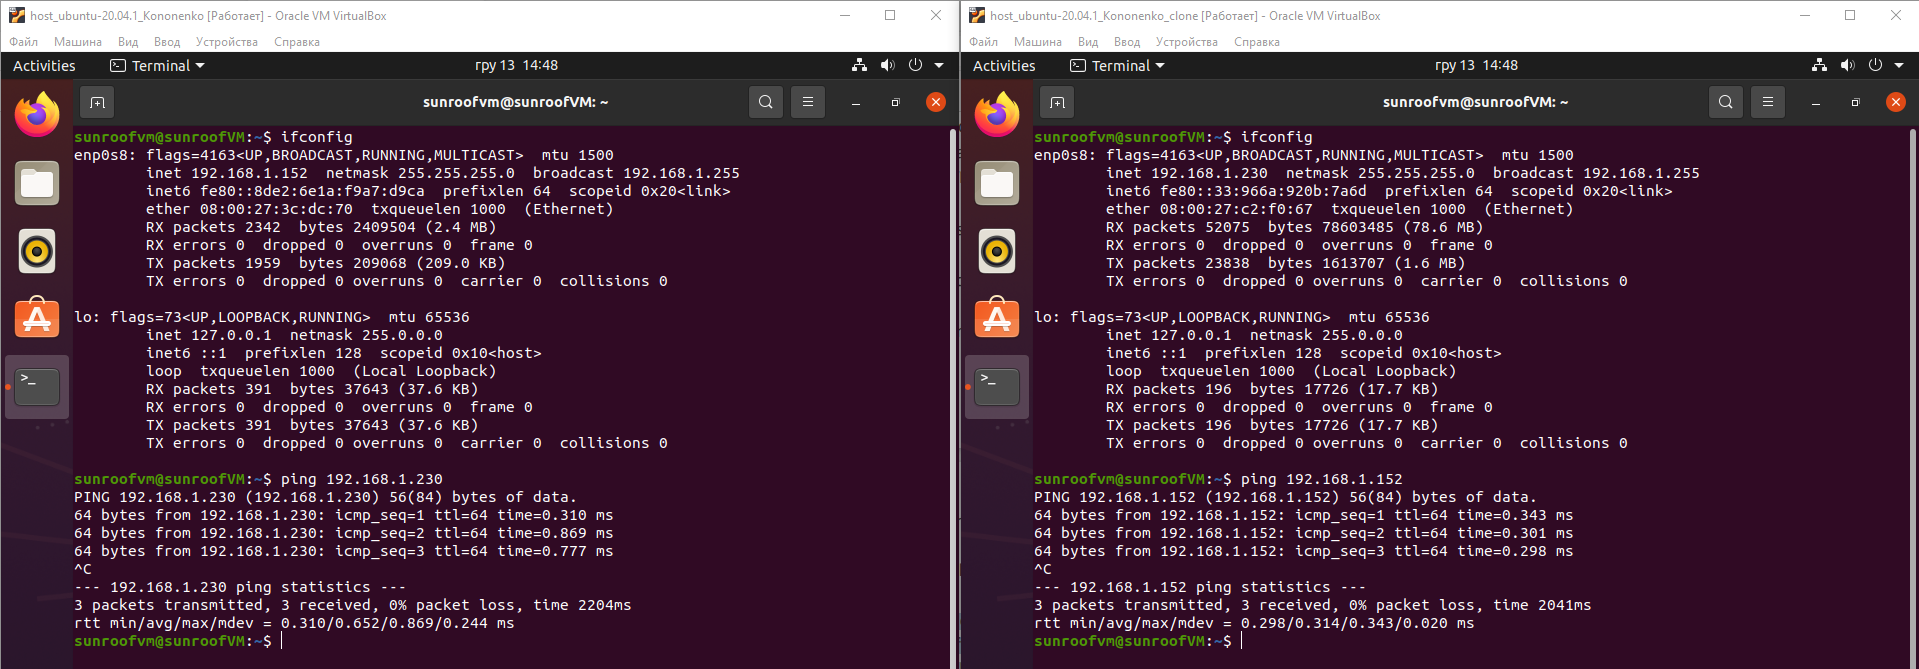 host_ubuntu-20.04.1_Kononenko [Работает] - Oracle VM VirtualBox
Файл Машина Вид Ввод Устройства Справка
Activities Terminal гру 13 14:48
sunroofvm@sunroofVM: ~
sunroofvm@sunroofVM:~$ ifconfig
enp0s8: flags=4163<UP,BROADCAST,RUNNING,MULTICAST>  mtu 1500
        inet 192.168.1.152  netmask 255.255.255.0  broadcast 192.168.1.255
        inet6 fe80::8de2:6e1a:f9a7:d9ca  prefixlen 64  scopeid 0x20<link>
        ether 08:00:27:3c:dc:70  txqueuelen 1000  (Ethernet)
        RX packets 2342  bytes 2409504 (2.4 MB)
        RX errors 0  dropped 0  overruns 0  frame 0
        TX packets 1959  bytes 209068 (209.0 KB)
        TX errors 0  dropped 0 overruns 0  carrier 0  collisions 0
lo: flags=73<UP,LOOPBACK,RUNNING>  mtu 65536
        inet 127.0.0.1  netmask 255.0.0.0
        inet6 ::1  prefixlen 128  scopeid 0x10<host>
        loop  txqueuelen 1000  (Local Loopback)
        RX packets 391  bytes 37643 (37.6 KB)
        RX errors 0  dropped 0  overruns 0  frame 0
        TX packets 391  bytes 37643 (37.6 KB)
        TX errors 0  dropped 0 overruns 0  carrier 0  collisions 0
sunroofvm@sunroofVM:~$ ping 192.168.1.230
PING 192.168.1.230 (192.168.1.230) 56(84) bytes of data.
64 bytes from 192.168.1.230: icmp_seq=1 ttl=64 time=0.310 ms
64 bytes from 192.168.1.230: icmp_seq=2 ttl=64 time=0.869 ms
64 bytes from 192.168.1.230: icmp_seq=3 ttl=64 time=0.777 ms
^C
--- 192.168.1.230 ping statistics ---
3 packets transmitted, 3 received, 0% packet loss, time 2204ms
rtt min/avg/max/mdev = 0.310/0.652/0.869/0.244 ms
sunroofvm@sunroofVM:~$
host_ubuntu-20.04.1_Kononenko_clone [Работает] - Oracle VM VirtualBox
Файл Машина Вид Ввод Устройства Справка
Activities Terminal гру 13 14:48
sunroofvm@sunroofVM: ~
sunroofvm@sunroofVM:~$ ifconfig
enp0s8: flags=4163<UP,BROADCAST,RUNNING,MULTICAST>  mtu 1500
        inet 192.168.1.230  netmask 255.255.255.0  broadcast 192.168.1.255
        inet6 fe80::33:966a:920b:7a6d  prefixlen 64  scopeid 0x20<link>
        ether 08:00:27:c2:f0:67  txqueuelen 1000  (Ethernet)
        RX packets 52075  bytes 78603485 (78.6 MB)
        RX errors 0  dropped 0  overruns 0  frame 0
        TX packets 23838  bytes 1613707 (1.6 MB)
        TX errors 0  dropped 0 overruns 0  carrier 0  collisions 0
lo: flags=73<UP,LOOPBACK,RUNNING>  mtu 65536
        inet 127.0.0.1  netmask 255.0.0.0
        inet6 ::1  prefixlen 128  scopeid 0x10<host>
        loop  txqueuelen 1000  (Local Loopback)
        RX packets 196  bytes 17726 (17.7 KB)
        RX errors 0  dropped 0  overruns 0  frame 0
        TX packets 196  bytes 17726 (17.7 KB)
        TX errors 0  dropped 0 overruns 0  carrier 0  collisions 0
sunroofvm@sunroofVM:~$ ping 192.168.1.152
PING 192.168.1.152 (192.168.1.152) 56(84) bytes of data.
64 bytes from 192.168.1.152: icmp_seq=1 ttl=64 time=0.343 ms
64 bytes from 192.168.1.152: icmp_seq=2 ttl=64 time=0.301 ms
64 bytes from 192.168.1.152: icmp_seq=3 ttl=64 time=0.298 ms
^C
--- 192.168.1.152 ping statistics ---
3 packets transmitted, 3 received, 0% packet loss, time 2041ms
rtt min/avg/max/mdev = 0.298/0.314/0.343/0.020 ms
sunroofvm@sunroofVM:~$